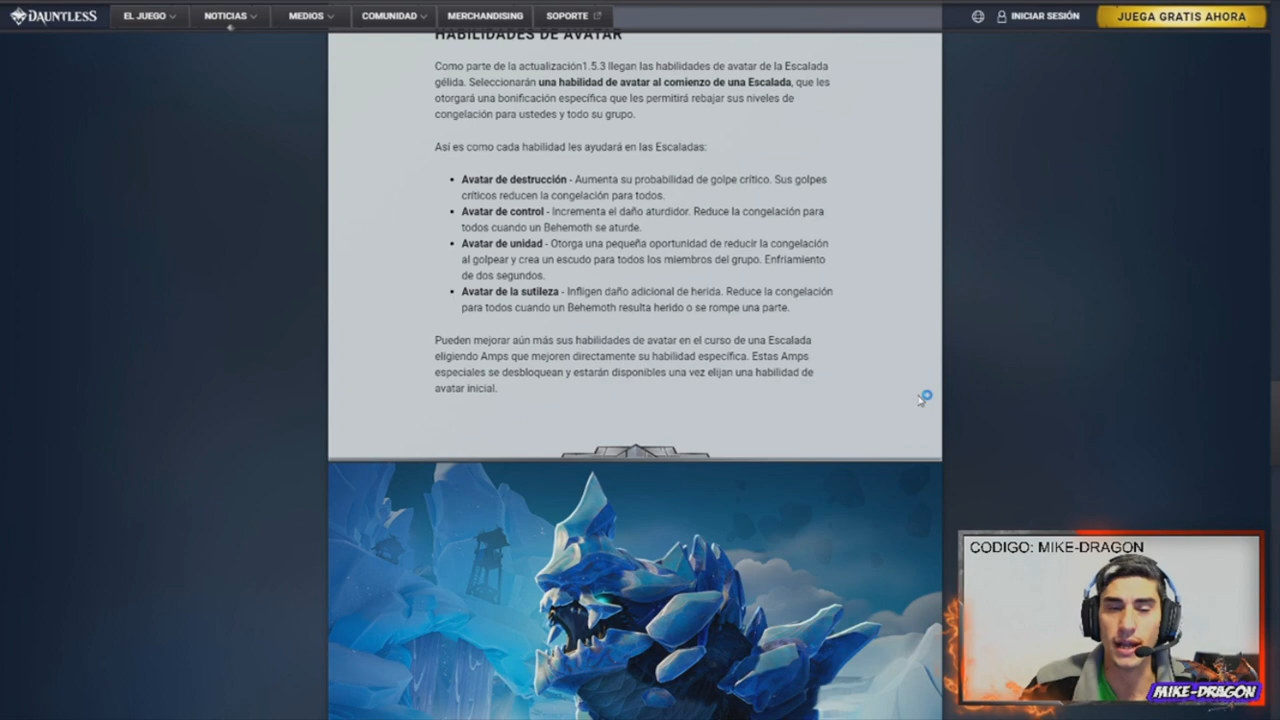 DAUNTLESS EL JUEGO NOTICIAS MEDIOS COMUNIDAD MERCHANDISING SOPORTE INICIAR SESIÓN JUEGA GRATIS AHORA
HABILIDADES DE AVATAR
Como parte de la actualización1.5.3 llegan las habilidades de avatar de la Escalada
gélida. Seleccionarán una habilidad de avatar al comienzo de una Escalada, que les
otorgará una bonificación específica que les permitirá rebajar sus niveles de
congelación para ustedes y todo su grupo.
Así es como cada habilidad les ayudará en las Escaladas:
• Avatar de destrucción - Aumenta su probabilidad de golpe crítico. Sus golpes
críticos reducen la congelación para todos.
• Avatar de control - Incrementa el daño aturdidor. Reduce la congelación para
todos cuando un Behemoth se aturde.
• Avatar de unidad - Otorga una pequeña oportunidad de reducir la congelación
al golpear y crea un escudo para todos los miembros del grupo. Enfriamiento
de dos segundos.
• Avatar de la sutileza - Infligen daño adicional de herida. Reduce la congelación
para todos cuando un Behemoth resulta herido o se rompe una parte.
Pueden mejorar aún más sus habilidades de avatar en el curso de una Escalada
eligiendo Amps que mejoren directamente su habilidad específica. Estas Amps
especiales se desbloquean y estarán disponibles una vez elijan una habilidad de
avatar inicial.
CODIGO: MIKE-DRAGON
MIKE-DRAGON